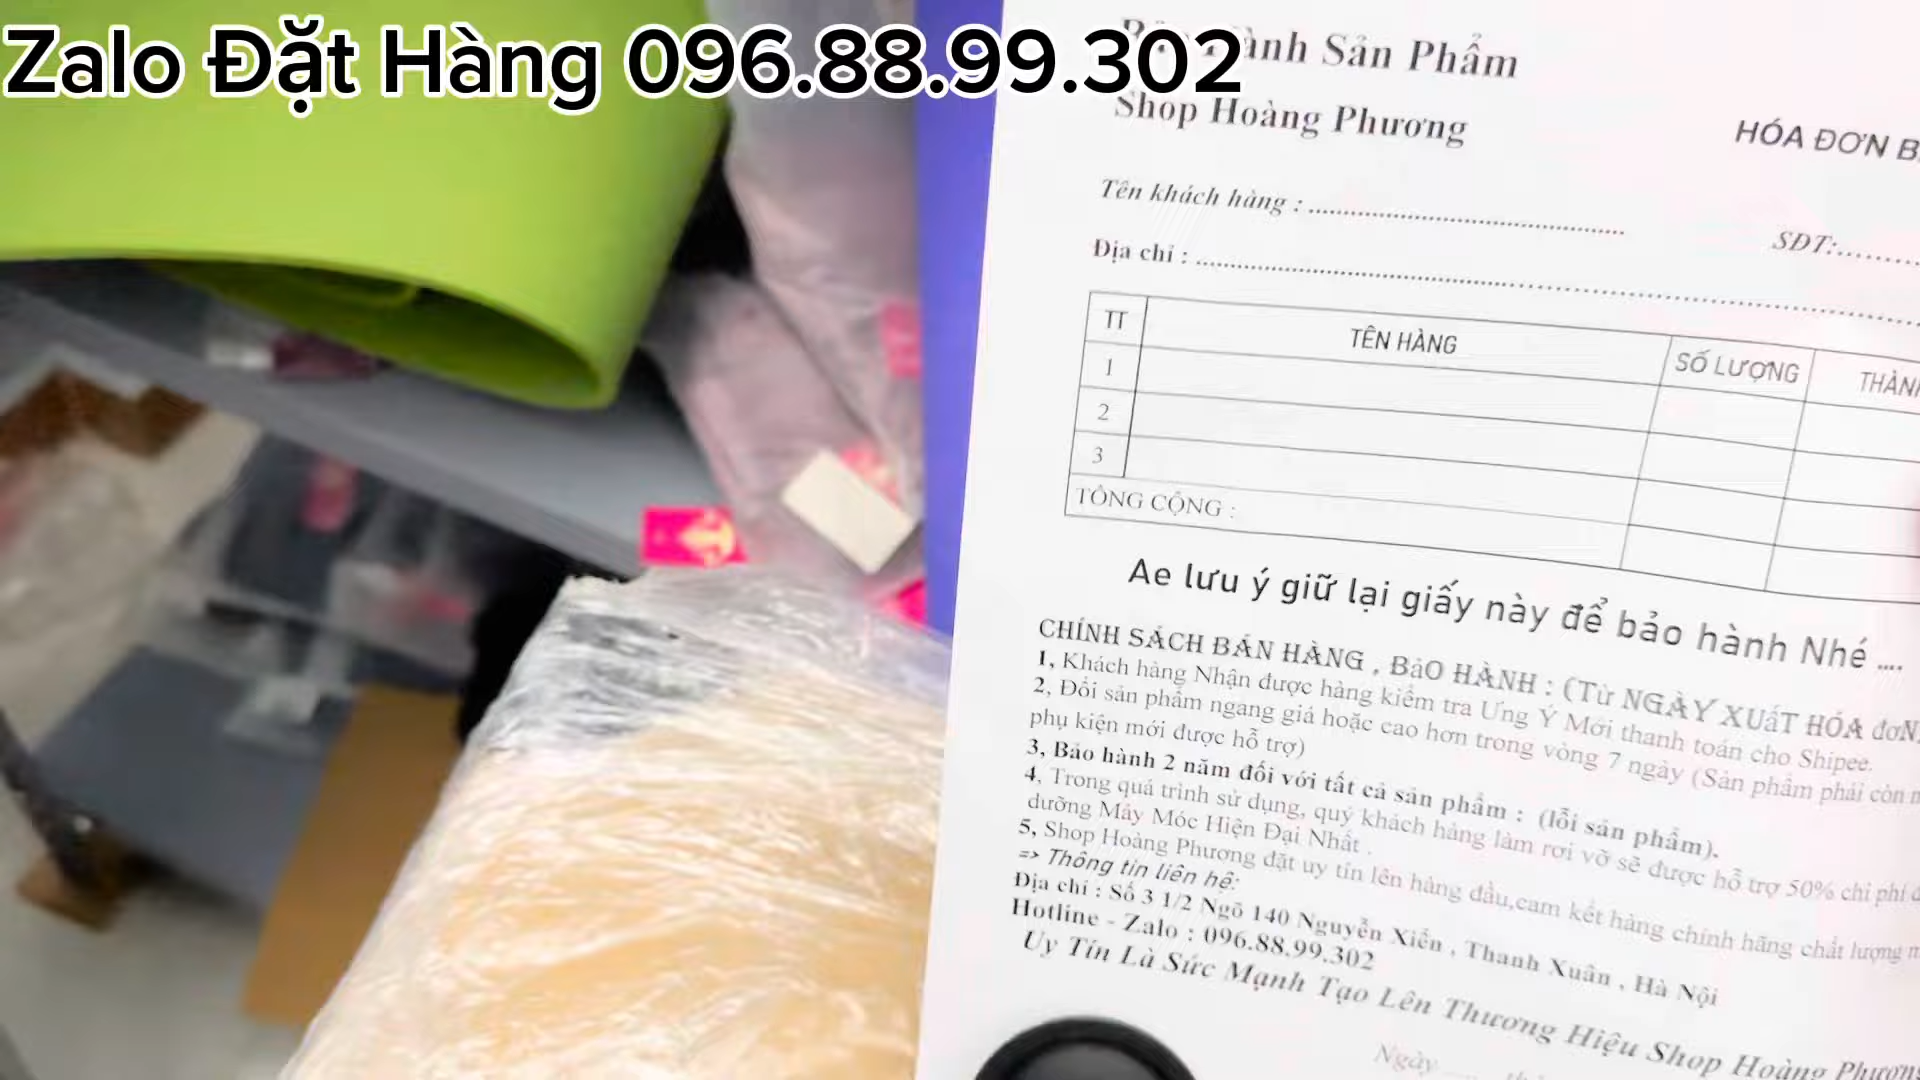 Zalo Đặt Hàng 096.88.99.302
Hành Sản Phẩm
Shop Hoàng Phương
HÓA ĐƠN
Tên khách hàng :
SĐT:
Địa chỉ :
TT TÊN HÀNG SỐ LƯỢNG
1
2
3
TỔNG CỘNG :
Ae lưu ý giữ lại giấy này để bảo hành Nhé ....
CHÍNH SÁCH BÁN HÀNG , BẢO HÀNH : (Từ NGÀY XUấT HÓA đơN
1, Khách hàng Nhận được hàng kiểm tra Ưng Ý Mới thanh toán cho Shipee.
2, Đổi sản phẩm ngang giá hoặc cao hơn trong vòng 7 ngày (Sản phẩm phải còn
phụ kiện mới được hỗ trợ)
3, Bảo hành 2 năm đối với tất cả sản phẩm : (lỗi sản phẩm).
4, Trong quá trình sử dụng, quý khách hàng làm rơi vỡ sẽ được hỗ trợ 50% chi phí
dưỡng Máy Móc Hiện Đại Nhất .
5, Shop Hoàng Phương đặt uy tín lên hàng đầu,cam kết hàng chính hãng chất lượng
=> Thông tin liên hệ:
Địa chỉ : Số 3 1/2 Ngõ 140 Nguyễn Xiển , Thanh Xuân , Hà Nội
Hotline - Zalo : 096.88.99.302
Uy Tín Là Sức Mạnh Tạo Lên Thương Hiệu Shop Hoàng Phương
Ngày